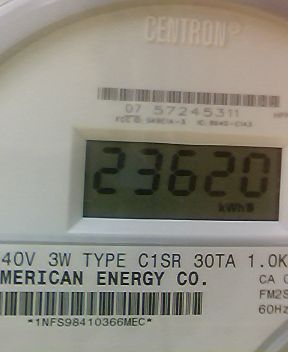 CENTRON®
07 57245311
23620
kWh
40V 3W TYPE C1SR 30TA 1.0K
MERICAN ENERGY CO.
CA
FM2S
60Hz
*1NFS98410366MEC*